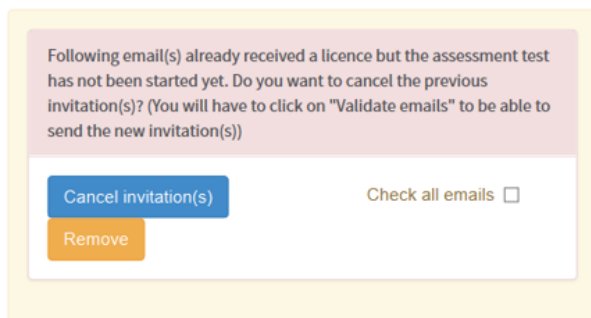 Following email(s) already received a licence but the assessment test
has not been started yet. Do you want to cancel the previous
invitation(s)? (You will have to click on "Validate emails" to be able to
send the new invitation(s))
Cancel invitation(s)
Check all emails
Remove